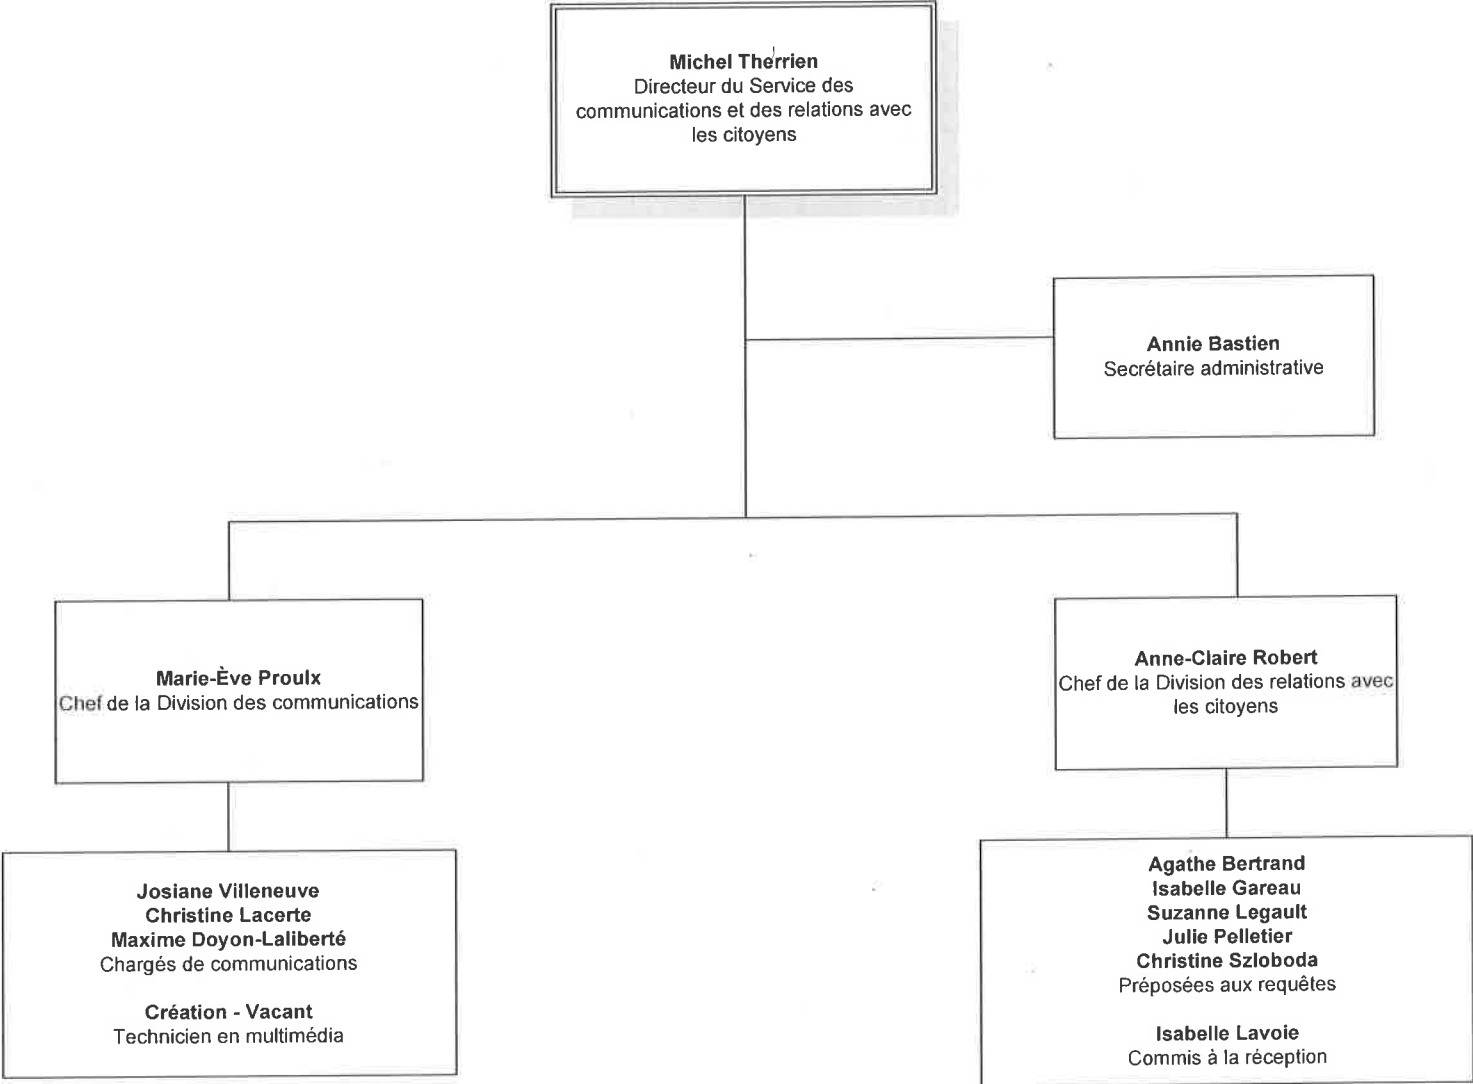 Michel Therrien
Directeur du Service des
communications et des relations avec
les citoyens
Annie Bastien
Secrétaire administrative
Marie-Ève Proulx
Chef de la Division des communications
Anne-Claire Robert
Chef de la Division des relations avec
les citoyens
Josiane Villeneuve
Christine Lacerte
Maxime Doyon-Laliberté
Chargés de communications
Création - Vacant
Technicien en multimédia
Agathe Bertrand
Isabelle Gareau
Suzanne Legault
Julie Pelletier
Christine Szloboda
Préposées aux requêtes
Isabelle Lavoie
Commis à la réception